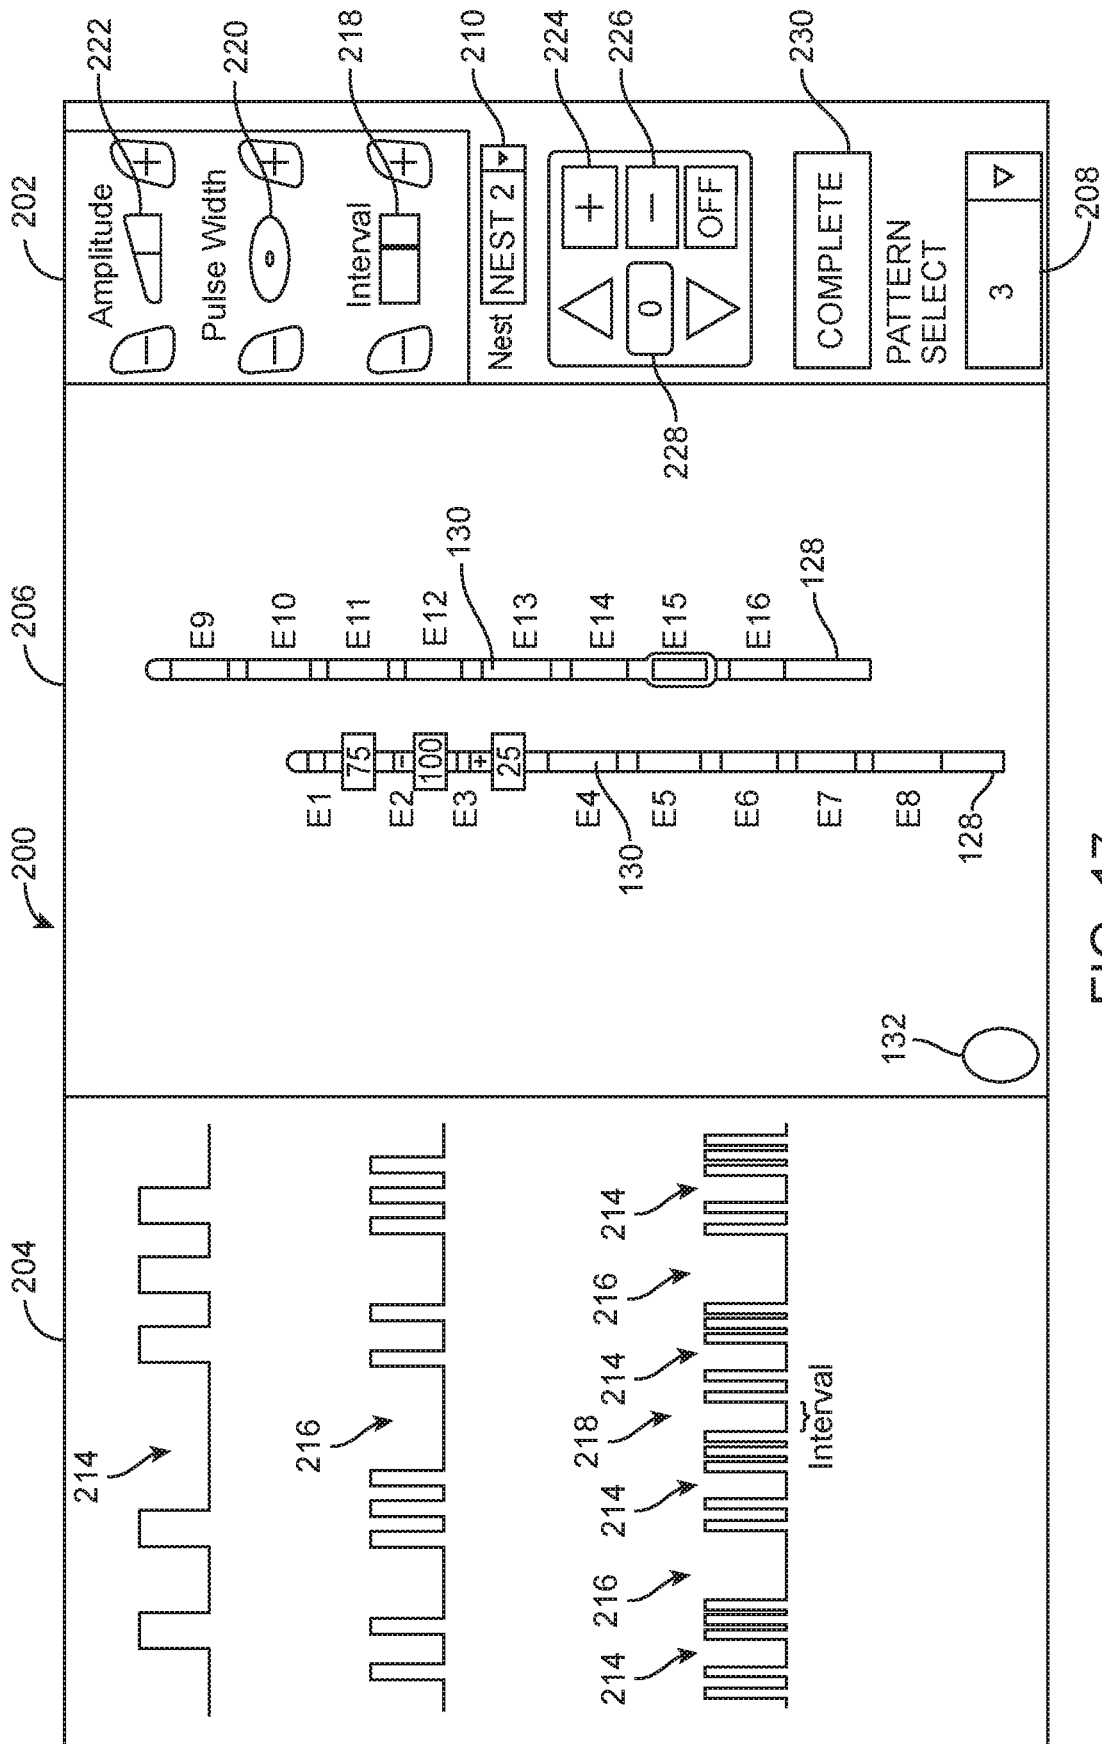 200
202
204
206
222
220
218
210
224
226
230
208
228
Amplitude
Pulse Width
Interval
Nest NEST 2
+
−
OFF
0
COMPLETE
PATTERN
SELECT
3
130
E9
E10
E11
E12
E13
E14
E15
E16
128
75
−
100
+
25
E1
E2
E3
E4
E5
E6
E7
E8
130
128
132
214
216
214
216
214
218
214
216
214
Interval